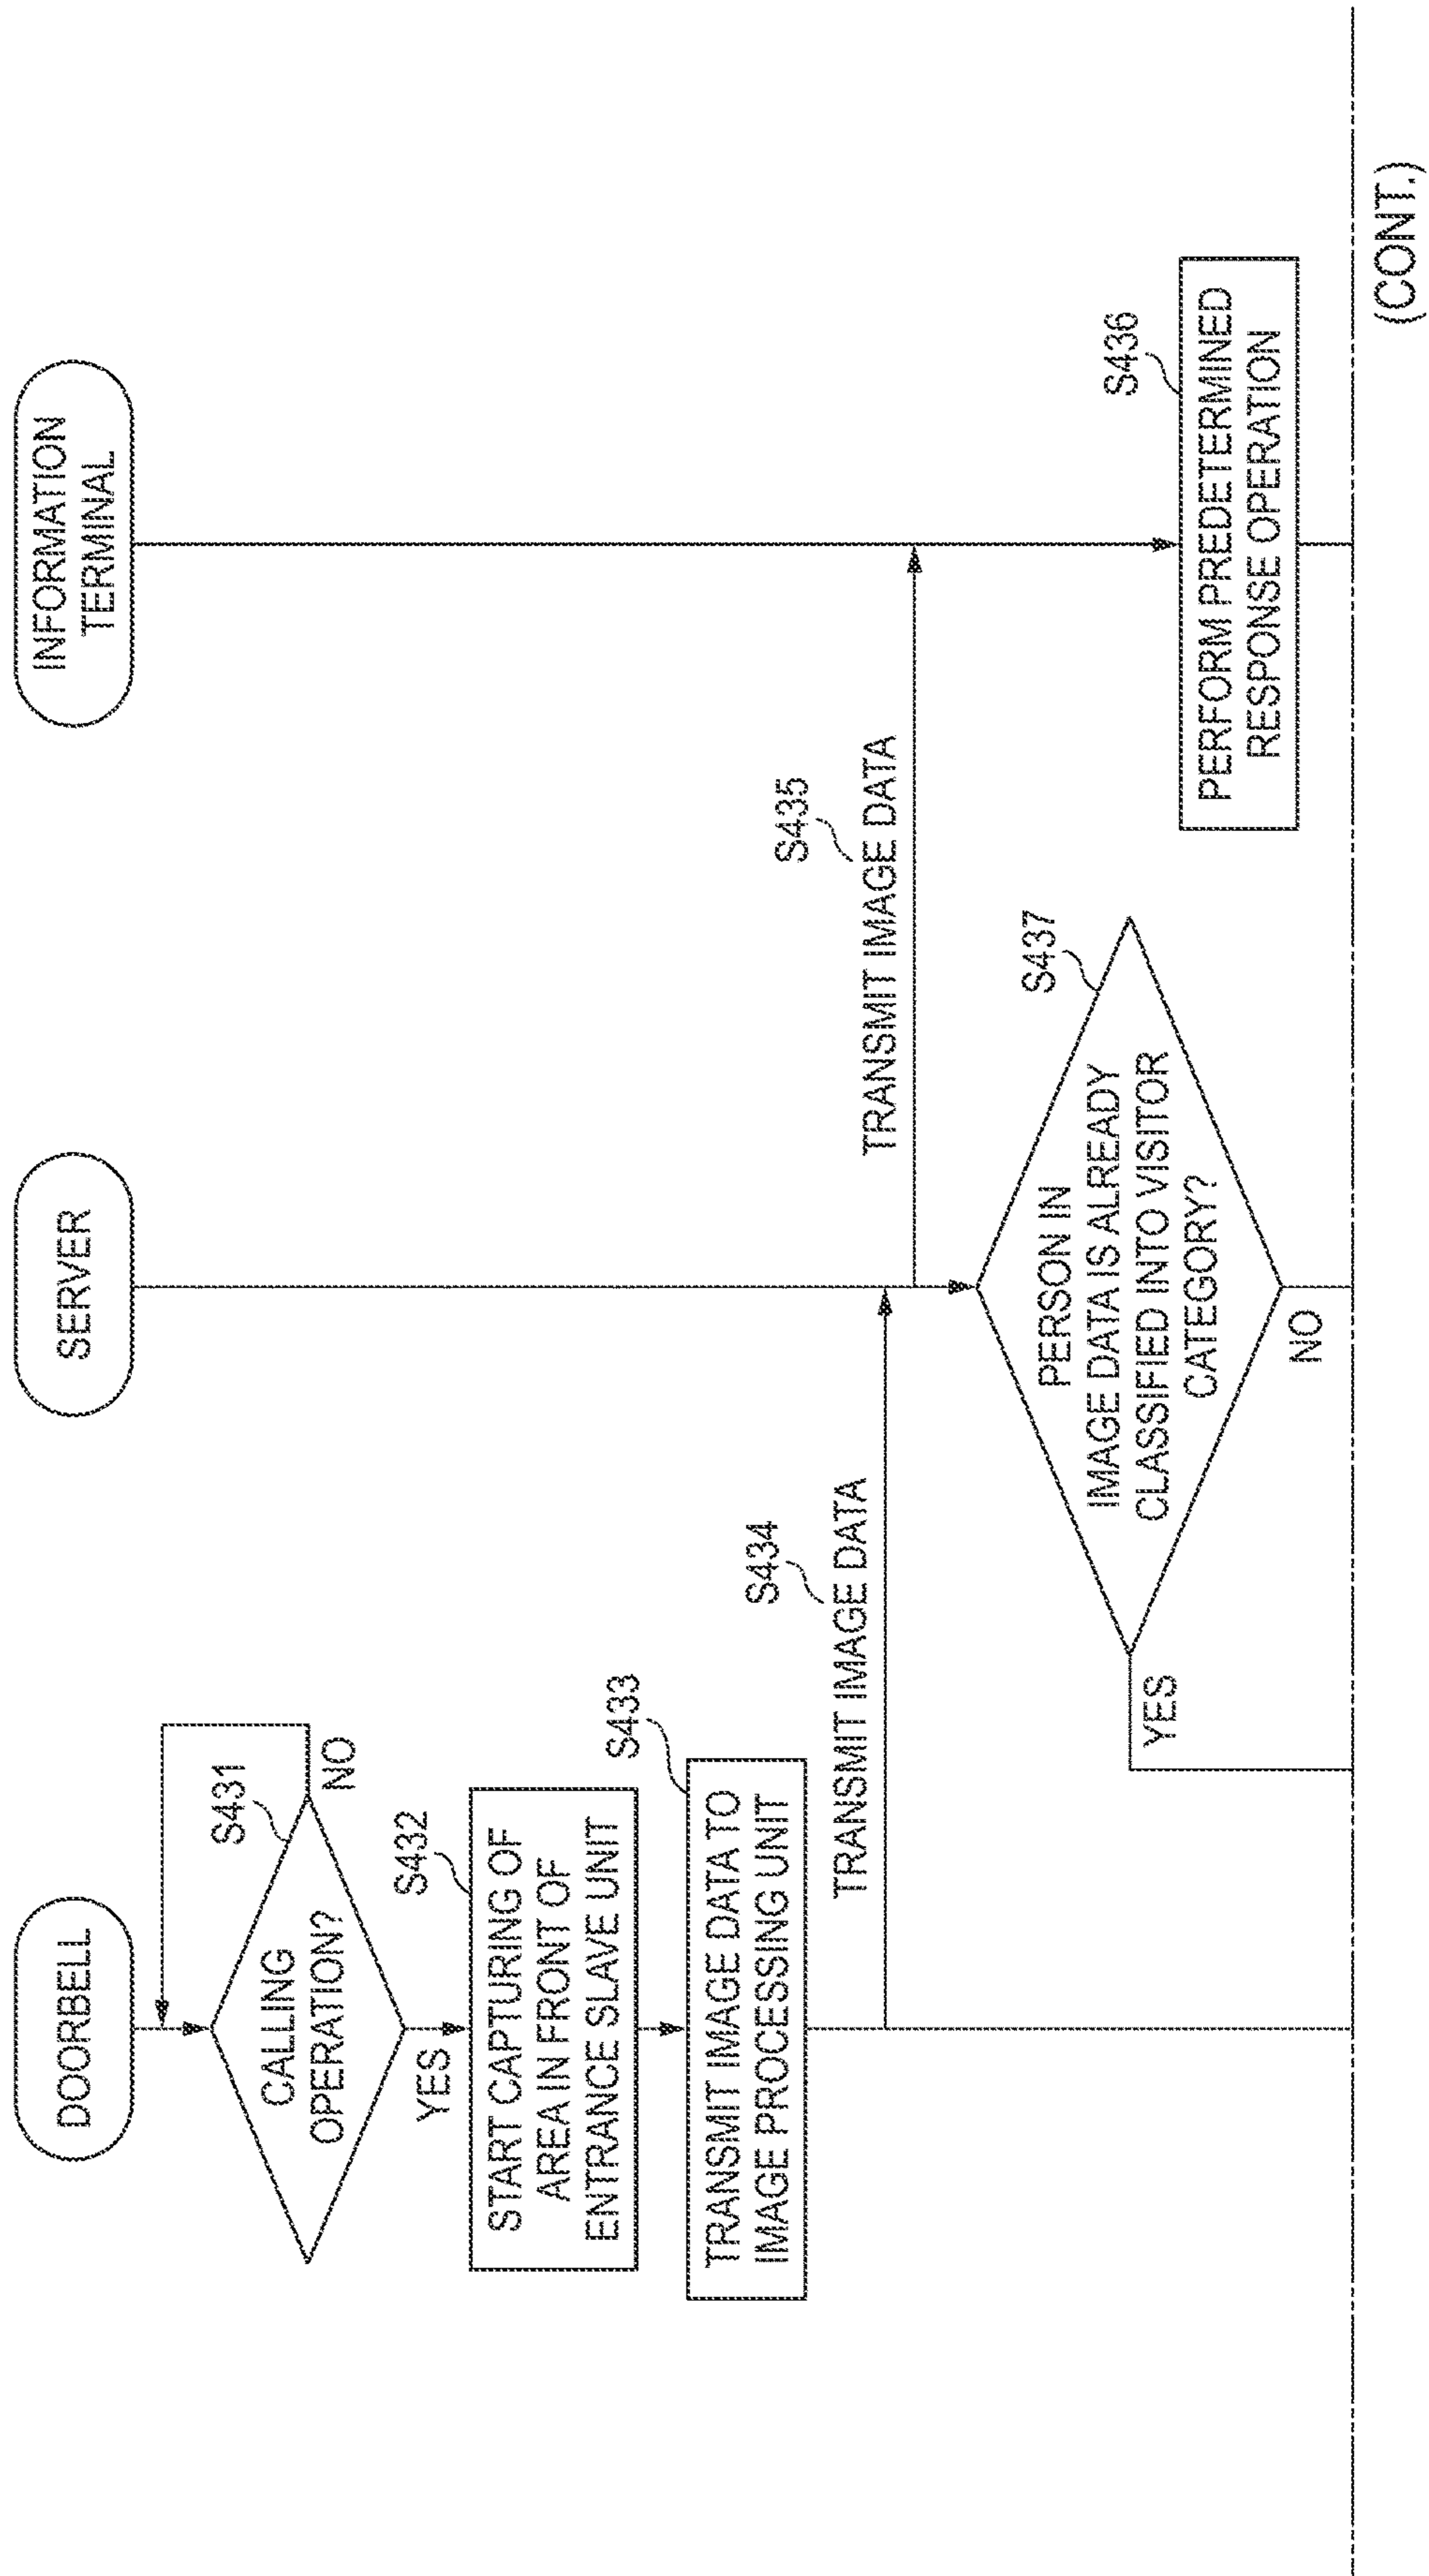 DOORBELL
SERVER
INFORMATION
TERMINAL
S431
CALLING
OPERATION?
NO
YES
S432
START CAPTURING OF
AREA IN FRONT OF
ENTRANCE SLAVE UNIT
S433
TRANSMIT IMAGE DATA TO
IMAGE PROCESSING UNIT
S434
TRANSMIT IMAGE DATA
S435
TRANSMIT IMAGE DATA
S437
PERSON IN
IMAGE DATA IS ALREADY
CLASSIFIED INTO VISITOR
CATEGORY?
YES
NO
S436
PERFORM PREDETERMINED
RESPONSE OPERATION
(CONT.)